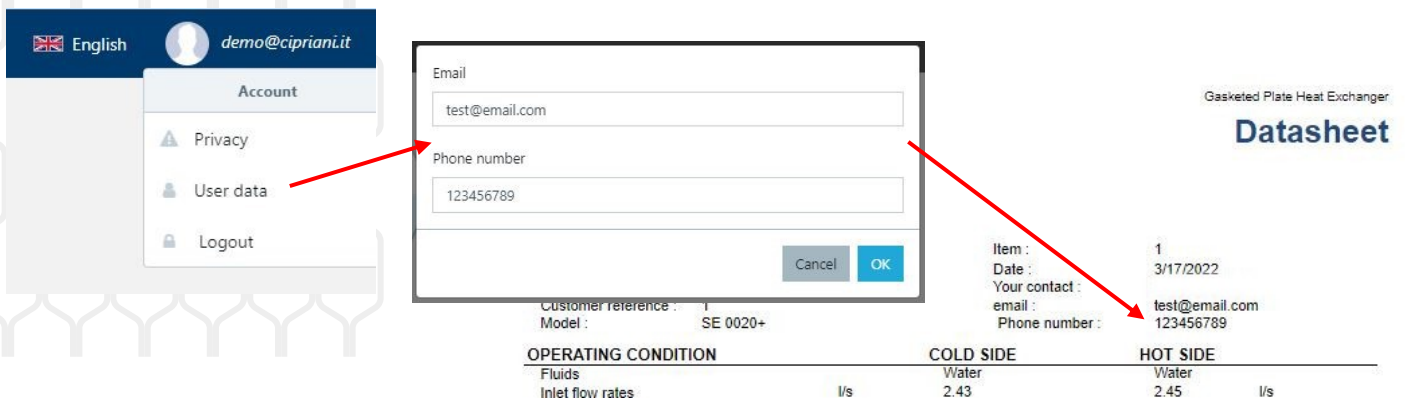 English demo@cipriani.it
Account
Privacy
User data
Logout
Email
test@email.com
Phone number
123456789
Cancel OK
Gasketed Plate Heat Exchanger
Datasheet
Item : 1
Date : 3/17/2022
Your contact :
Customer reference : 1 email : test@email.com
Model : SE 0020+ Phone number : 123456789
OPERATING CONDITION COLD SIDE HOT SIDE
Fluids Water Water
Inlet flow rates l/s 2.43 2.45 l/s